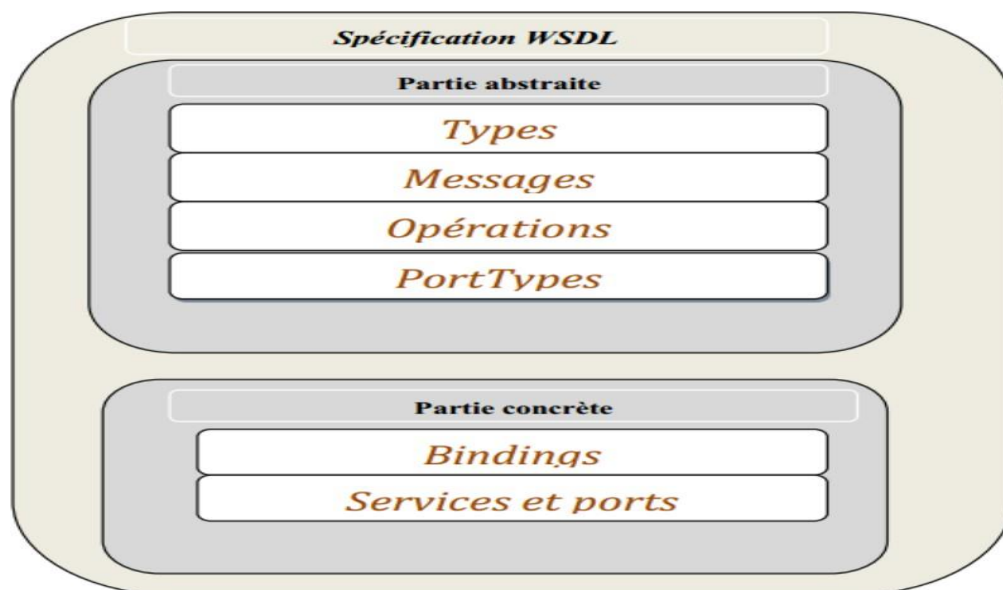 Spécification WSDL
Partie abstraite
Types
Messages
Opérations
PortTypes
Partie concrète
Bindings
Services et ports